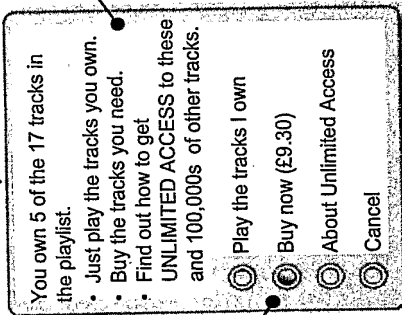 You own 5 of the 17 tracks in
the playlist.
• Just play the tracks you own.
• Buy the tracks you need.
• Find out how to get
UNLIMITED ACCESS to these
and 100,000s of other tracks.
Play the tracks I own
Buy now (£9.30)
About Unlimited Access
Cancel